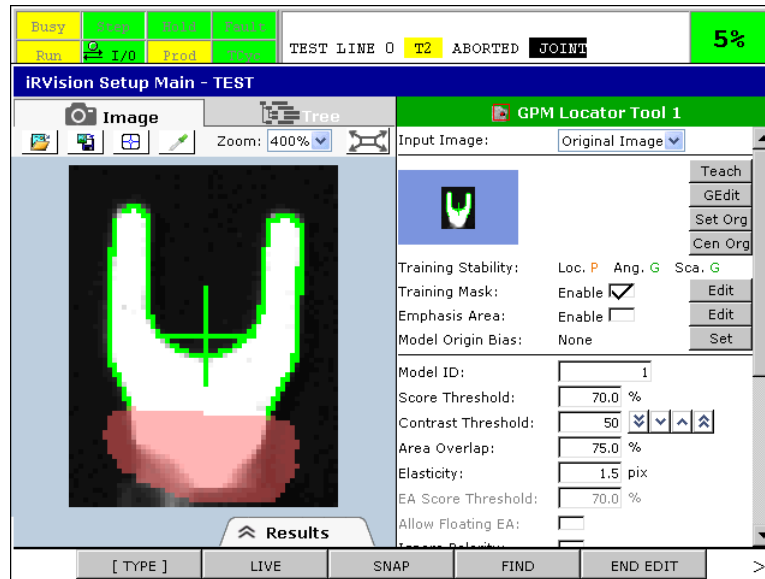 Busy Step Hold Fault
Run I/O Prod TCyc
TEST LINE 0 T2 ABORTED JOINT
5%
iRVision Setup Main - TEST
Image
Tree
Zoom: 400%
GPM Locator Tool 1
Input Image: Original Image
Teach
GEdit
Set Org
Cen Org
Training Stability: Loc. P Ang. G Sca. G
Training Mask: Enable Edit
Emphasis Area: Enable Edit
Model Origin Bias: None Set
Model ID: 1
Score Threshold: 70.0 %
Contrast Threshold: 50
Area Overlap: 75.0 %
Elasticity: 1.5 pix
EA Score Threshold: 70.0 %
Allow Floating EA:
Ignore Polarity:
Results
[ TYPE ] LIVE SNAP FIND END EDIT >